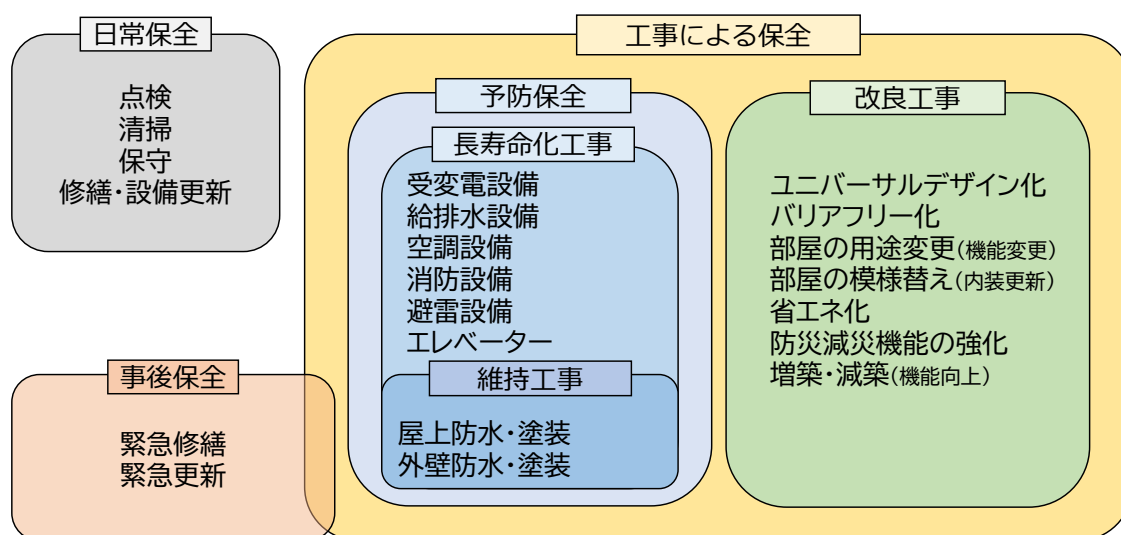 日常保全
点検
清掃
保守
修繕・設備更新
工事による保全
予防保全
長寿命化工事
受変電設備
給排水設備
空調設備
消防設備
避雷設備
エレベーター
維持工事
屋上防水・塗装
外壁防水・塗装
改良工事
ユニバーサルデザイン化
バリアフリー化
部屋の用途変更(機能変更)
部屋の模様替え(内装更新)
省エネ化
防災減災機能の強化
増築・減築(機能向上)
事後保全
緊急修繕
緊急更新